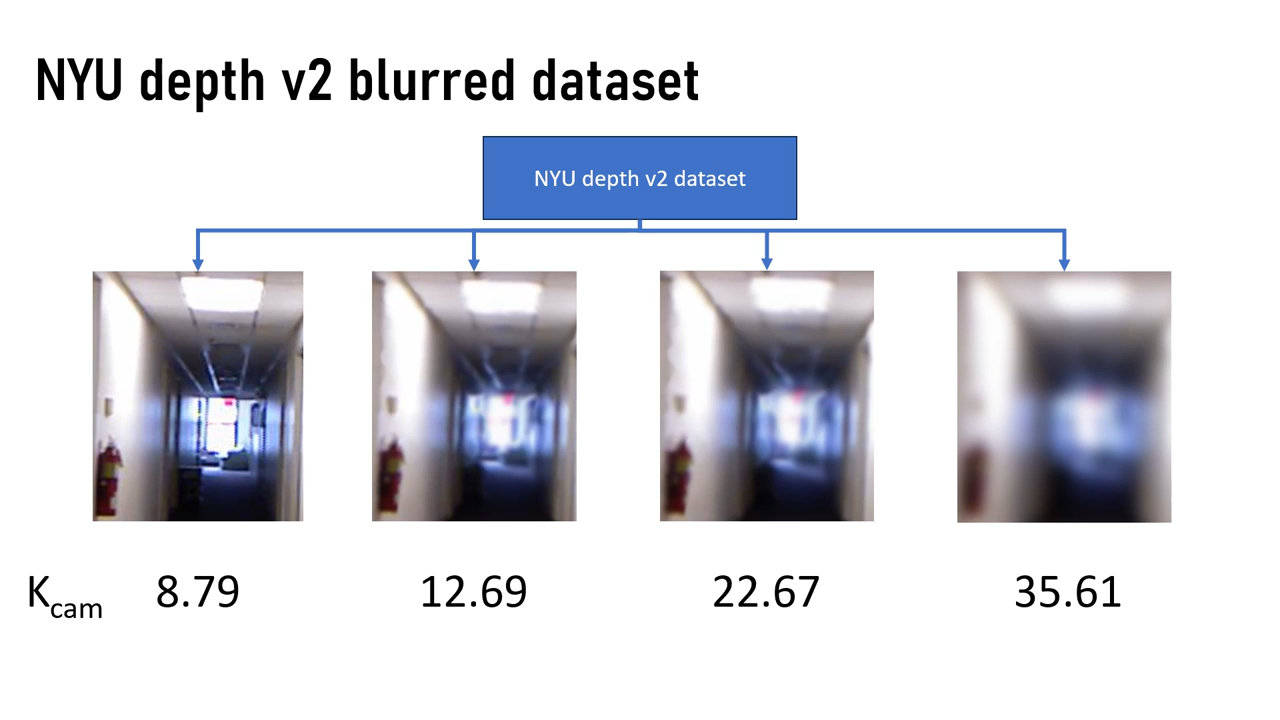 NYU depth v2 blurred dataset
NYU depth v2 dataset
Kcam 8.79 12.69 22.67 35.61